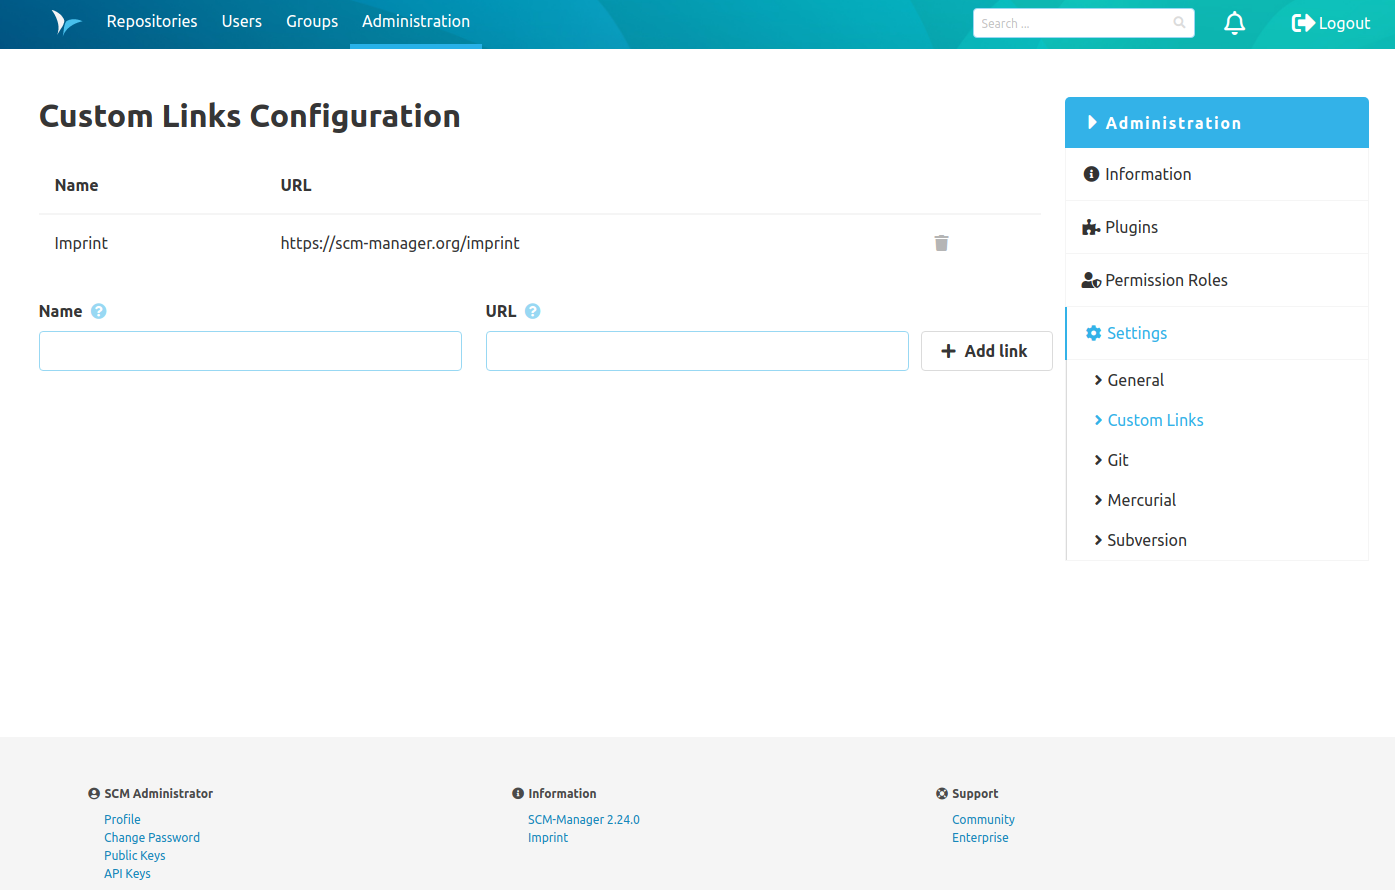 Repositories Users Groups Administration Search ... Logout
Custom Links Configuration
Name URL
Imprint https://scm-manager.org/imprint
Name URL
Add link
Administration
Information
Plugins
Permission Roles
Settings
General
Custom Links
Git
Mercurial
Subversion
SCM Administrator
Profile
Change Password
Public Keys
API Keys
Information
SCM-Manager 2.24.0
Imprint
Support
Community
Enterprise